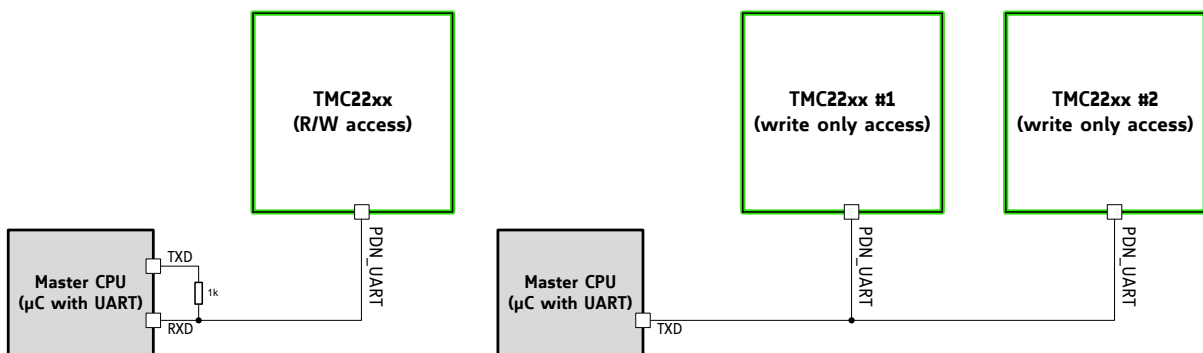 TMC22xx
(R/W access)
PDN_UART
Master CPU
(µC with UART)
TXD
1k
RXD
TMC22xx #1
(write only access)
TMC22xx #2
(write only access)
PDN_UART
PDN_UART
Master CPU
(µC with UART)
TXD